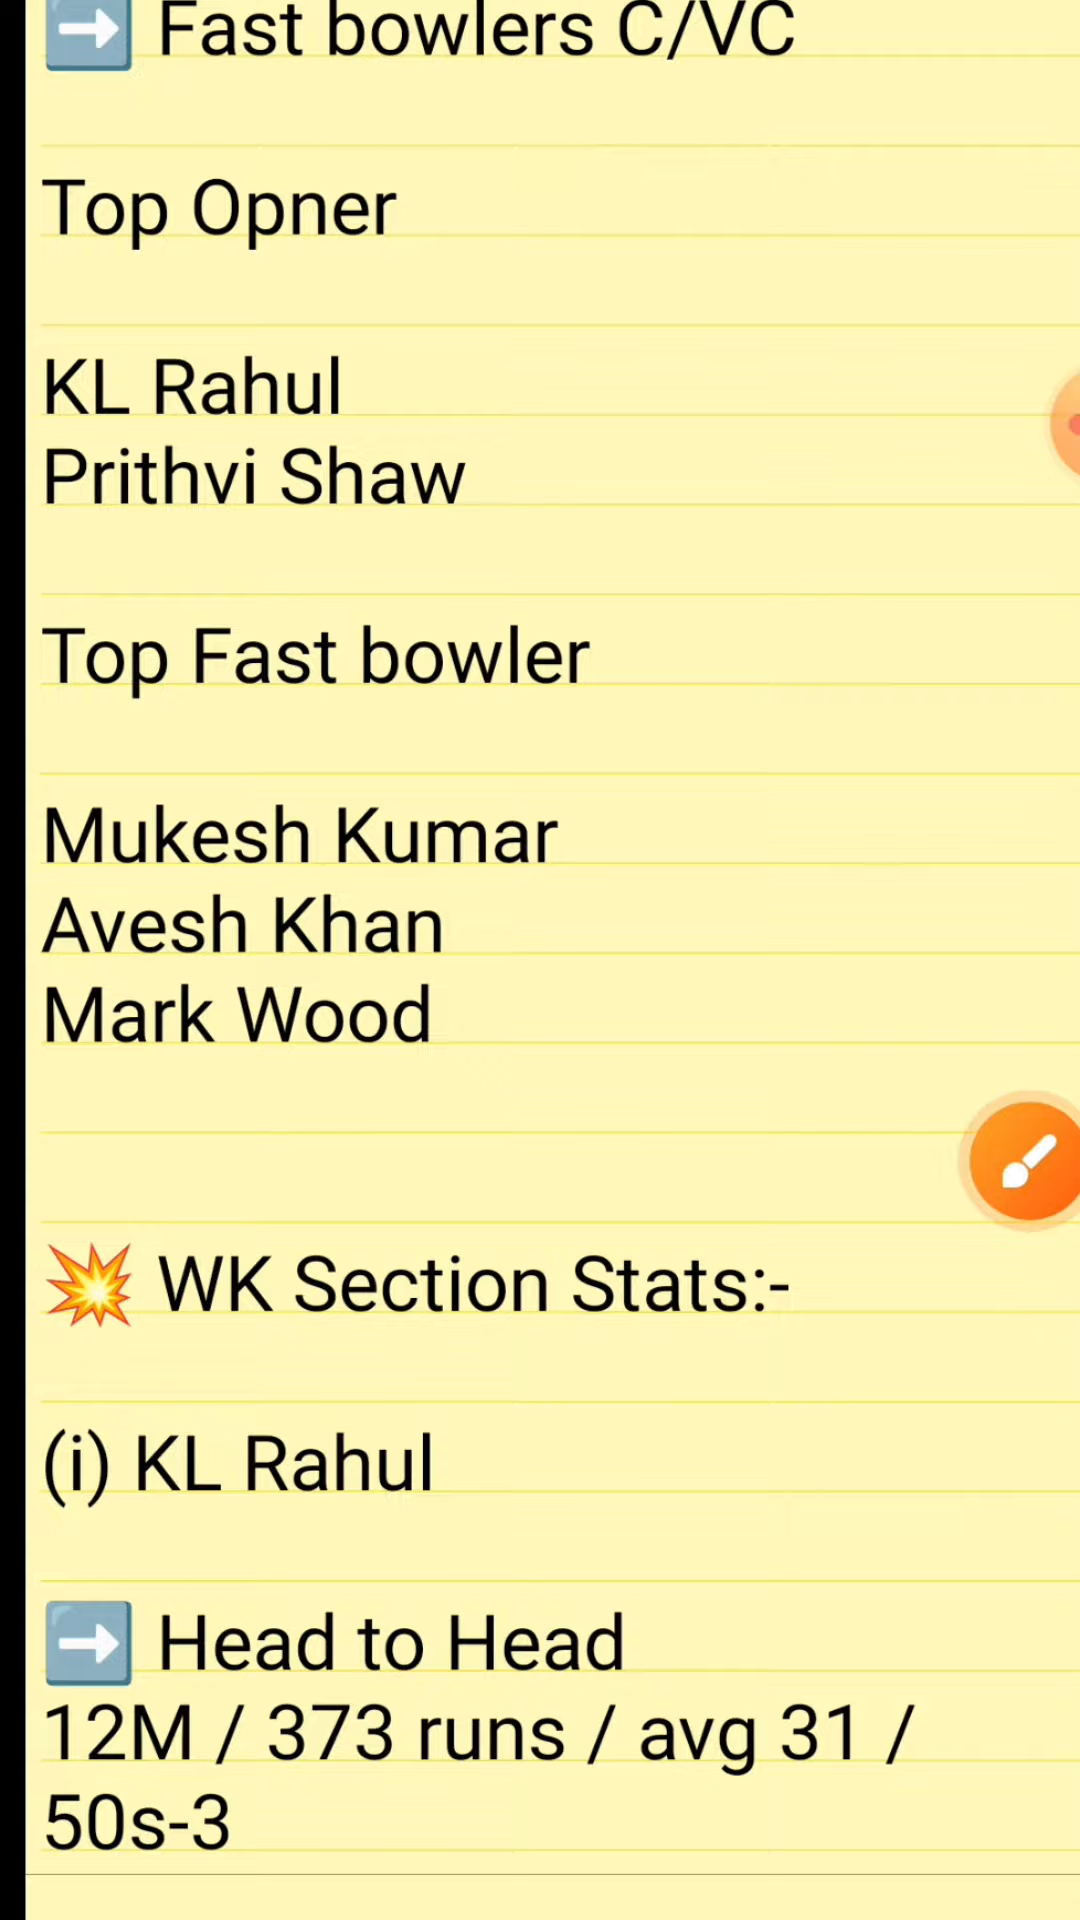 ➡️ Fast bowlers C/VC
Top Opner
KL Rahul
Prithvi Shaw
Top Fast bowler
Mukesh Kumar
Avesh Khan
Mark Wood
💥 WK Section Stats:-
(i) KL Rahul
➡️ Head to Head
12M / 373 runs / avg 31 /
50s-3